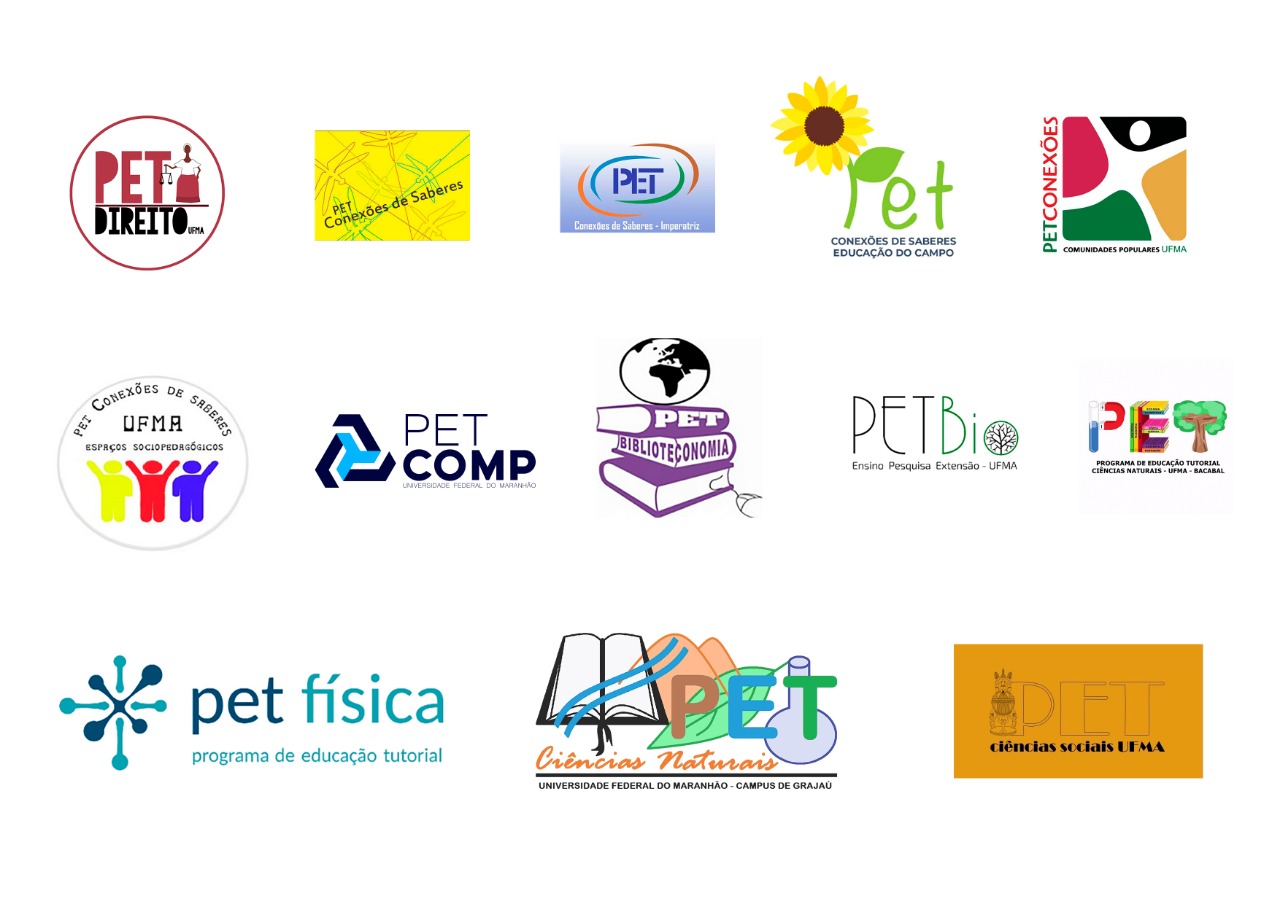 PET
DIREITO UFMA
PET
Conexões de Saberes
PET
Conexões de Saberes - Imperatriz
Pet
CONEXÕES DE SABERES
EDUCAÇÃO DO CAMPO
PETCONEXÕES
COMUNIDADES POPULARES UFMA
PET CONEXÕES DE SABERES
UFMA
ESPAÇOS SOCIOPEDAGÓGICOS
PET
COMP
UNIVERSIDADE FEDERAL DO MARANHÃO
PET
BIBLIOTECONOMIA
PETBio
Ensino Pesquisa Extensão - UFMA
PET
PROGRAMA DE EDUCAÇÃO TUTORIAL
CIÊNCIAS NATURAIS - UFMA - BACABAL
pet física
programa de educação tutorial
PET
Ciências Naturais
UNIVERSIDADE FEDERAL DO MARANHÃO - CAMPUS DE GRAJAÚ
PET
ciências sociais UFMA